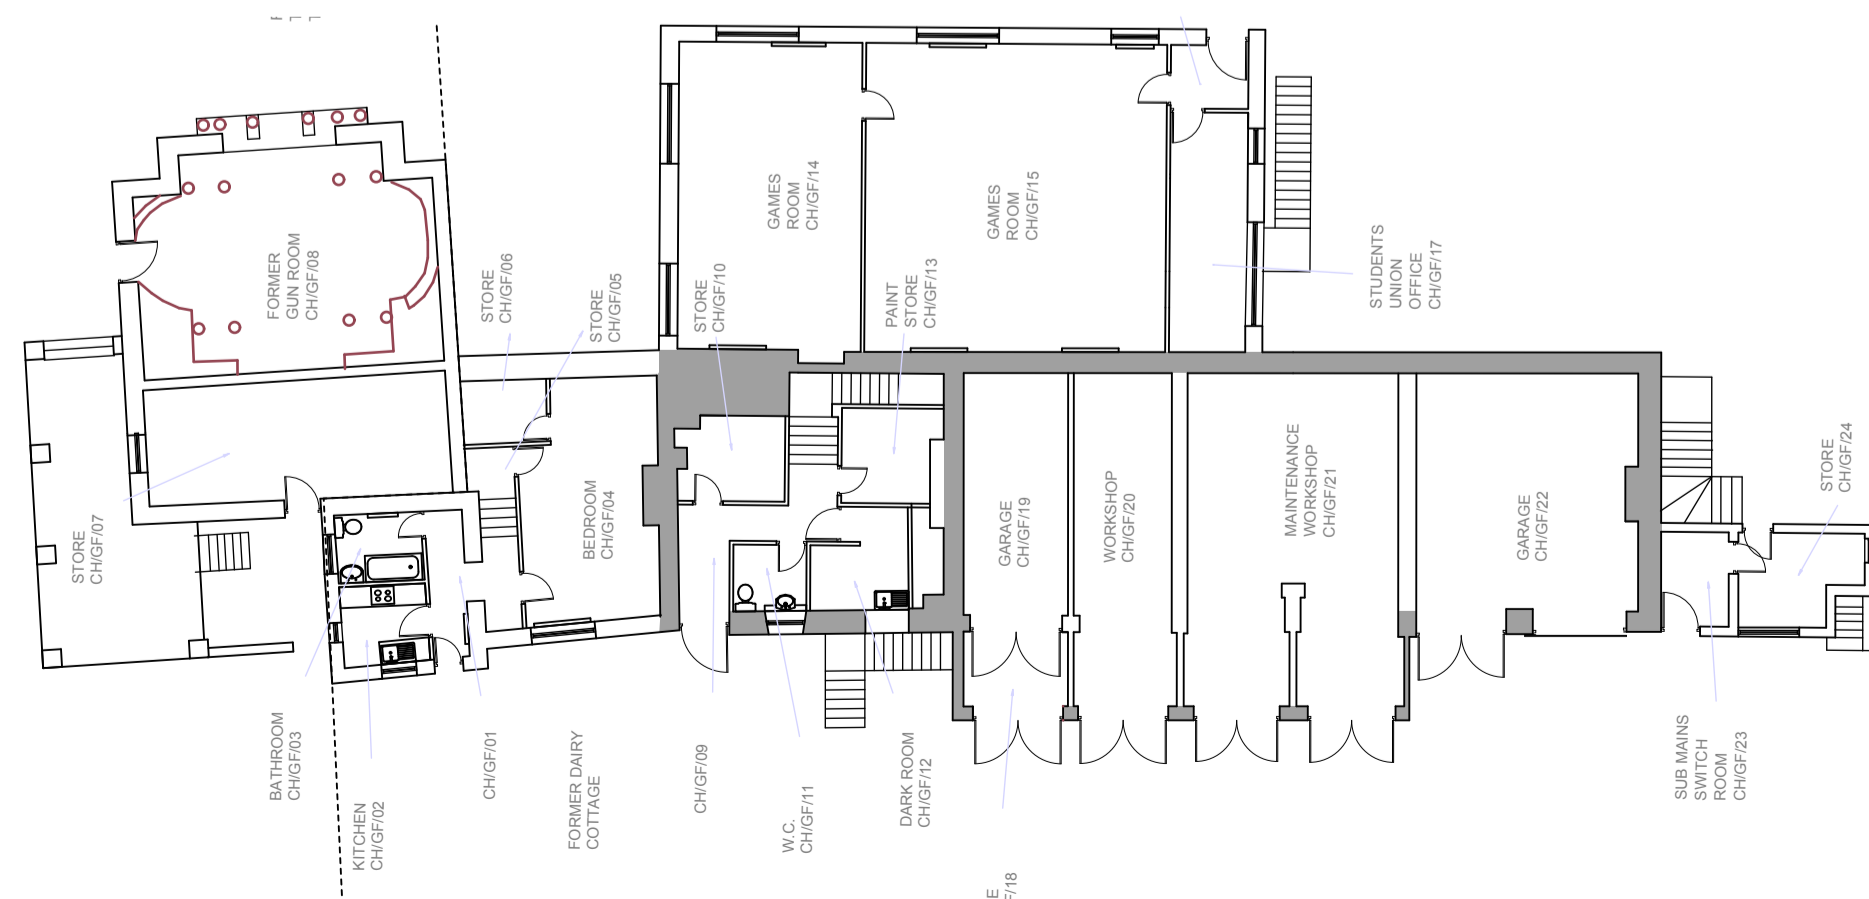 FORMER
GUN ROOM
CH/GF/08
STORE
CH/GF/07
STORE
CH/GF/06
STORE
CH/GF/05
BEDROOM
CH/GF/04
BATHROOM
CH/GF/03
KITCHEN
CH/GF/02
CH/GF/01
FORMER DAIRY
COTTAGE
STORE
CH/GF/10
GAMES
ROOM
CH/GF/14
PAINT
STORE
CH/GF/13
GAMES
ROOM
CH/GF/15
STUDENTS
UNION
OFFICE
CH/GF/17
CH/GF/09
W.C.
CH/GF/11
DARK ROOM
CH/GF/12
E
F/18
GARAGE
CH/GF/19
WORKSHOP
CH/GF/20
MAINTENANCE
WORKSHOP
CH/GF/21
GARAGE
CH/GF/22
SUB MAINS
SWITCH
ROOM
CH/GF/23
STORE
CH/GF/24